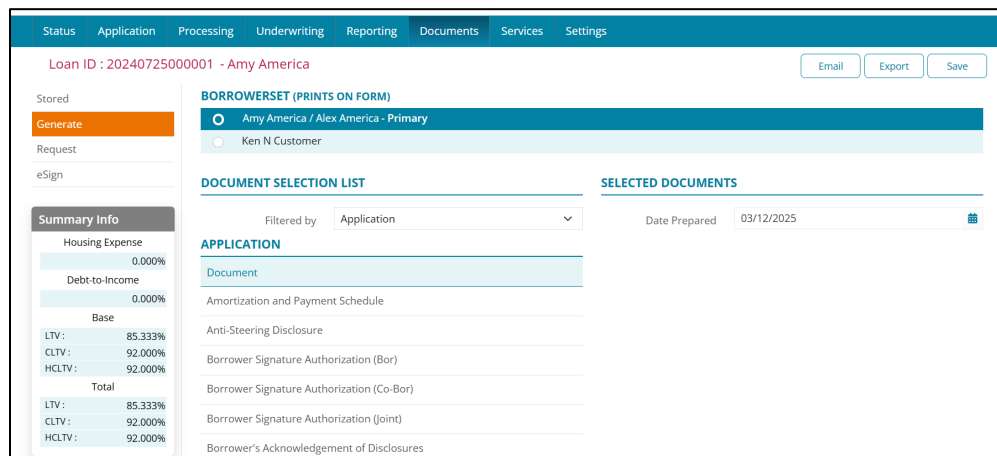 Status Application Processing Underwriting Reporting Documents Services Settings
Loan ID : 20240725000001 - Amy America
Email Export Save
Stored
Generate
Request
eSign
Summary Info
Housing Expense
0.000%
Debt-to-Income
0.000%
Base
LTV : 85.333%
CLTV : 92.000%
HCLTV : 92.000%
Total
LTV : 85.333%
CLTV : 92.000%
HCLTV : 92.000%
BORROWERSET (PRINTS ON FORM)
Amy America / Alex America - Primary
Ken N Customer
DOCUMENT SELECTION LIST
Filtered by Application
APPLICATION
Document
Amortization and Payment Schedule
Anti-Steering Disclosure
Borrower Signature Authorization (Bor)
Borrower Signature Authorization (Co-Bor)
Borrower Signature Authorization (Joint)
Borrower's Acknowledgement of Disclosures
SELECTED DOCUMENTS
Date Prepared 03/12/2025